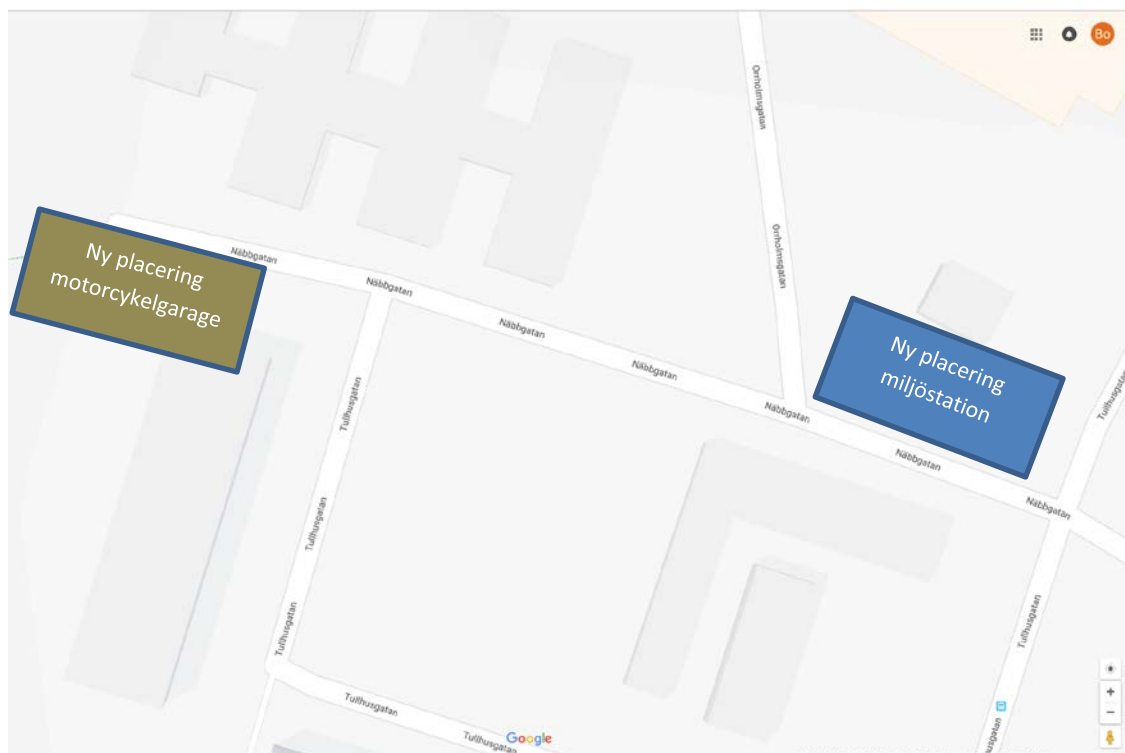 Bo
Orrholmsgatan
Orrholmsgatan
Ny placering
motorcykelgarage
Näbbgatan
Näbbgatan
Näbbgatan
Näbbgatan
Näbbgatan
Näbbgatan
Näbbgatan
Ny placering
miljöstation
Tullhusgatan
Tullhusgatan
Tullhusgatan
Tullhusgatan
Tullhusgatan
Tullhusgatan
Tullhusgatan
Tullhusgatan
Google